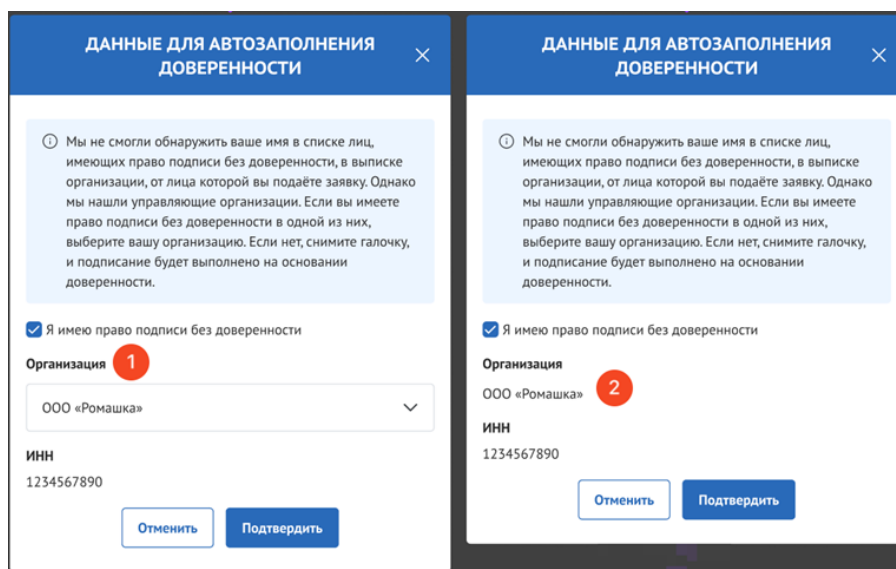 ДАННЫЕ ДЛЯ АВТОЗАПОЛНЕНИЯ
ДОВЕРЕННОСТИ
Мы не смогли обнаружить ваше имя в списке лиц,
имеющих право подписи без доверенности, в выписке
организации, от лица которой вы подаёте заявку. Однако
мы нашли управляющие организации. Если вы имеете
право подписи без доверенности в одной из них,
выберите вашу организацию. Если нет, снимите галочку,
и подписание будет выполнено на основании
доверенности.
Я имею право подписи без доверенности
Организация 1
ООО «Ромашка»
ИНН
1234567890
Отменить Подтвердить
ДАННЫЕ ДЛЯ АВТОЗАПОЛНЕНИЯ
ДОВЕРЕННОСТИ
Мы не смогли обнаружить ваше имя в списке лиц,
имеющих право подписи без доверенности, в выписке
организации, от лица которой вы подаёте заявку. Однако
мы нашли управляющие организации. Если вы имеете
право подписи без доверенности в одной из них,
выберите вашу организацию. Если нет, снимите галочку,
и подписание будет выполнено на основании
доверенности.
Я имею право подписи без доверенности
Организация
ООО «Ромашка» 2
ИНН
1234567890
Отменить Подтвердить